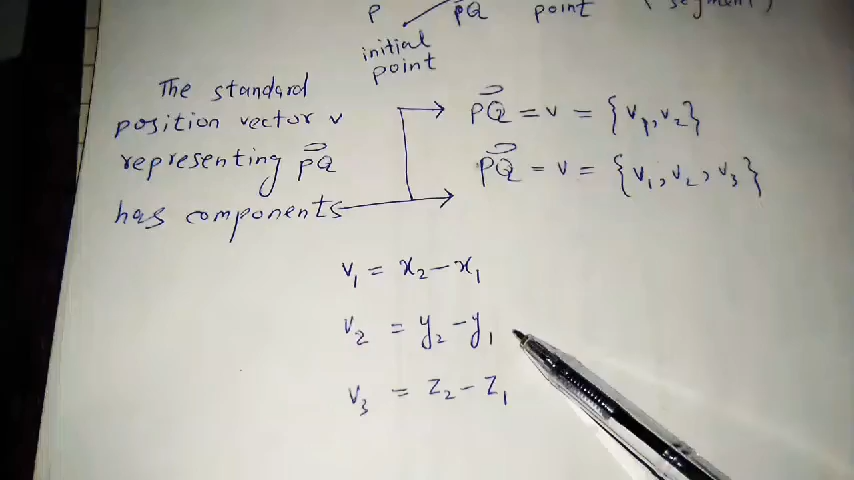 P PQ point (segment)
initial
point
The standard
position vector v
representing PQ
has components
PQ = v = {v1, v2}
PQ = v = {v1, v2, v3}
v1 = x2 - x1
v2 = y2 - y1
v3 = z2 - z1